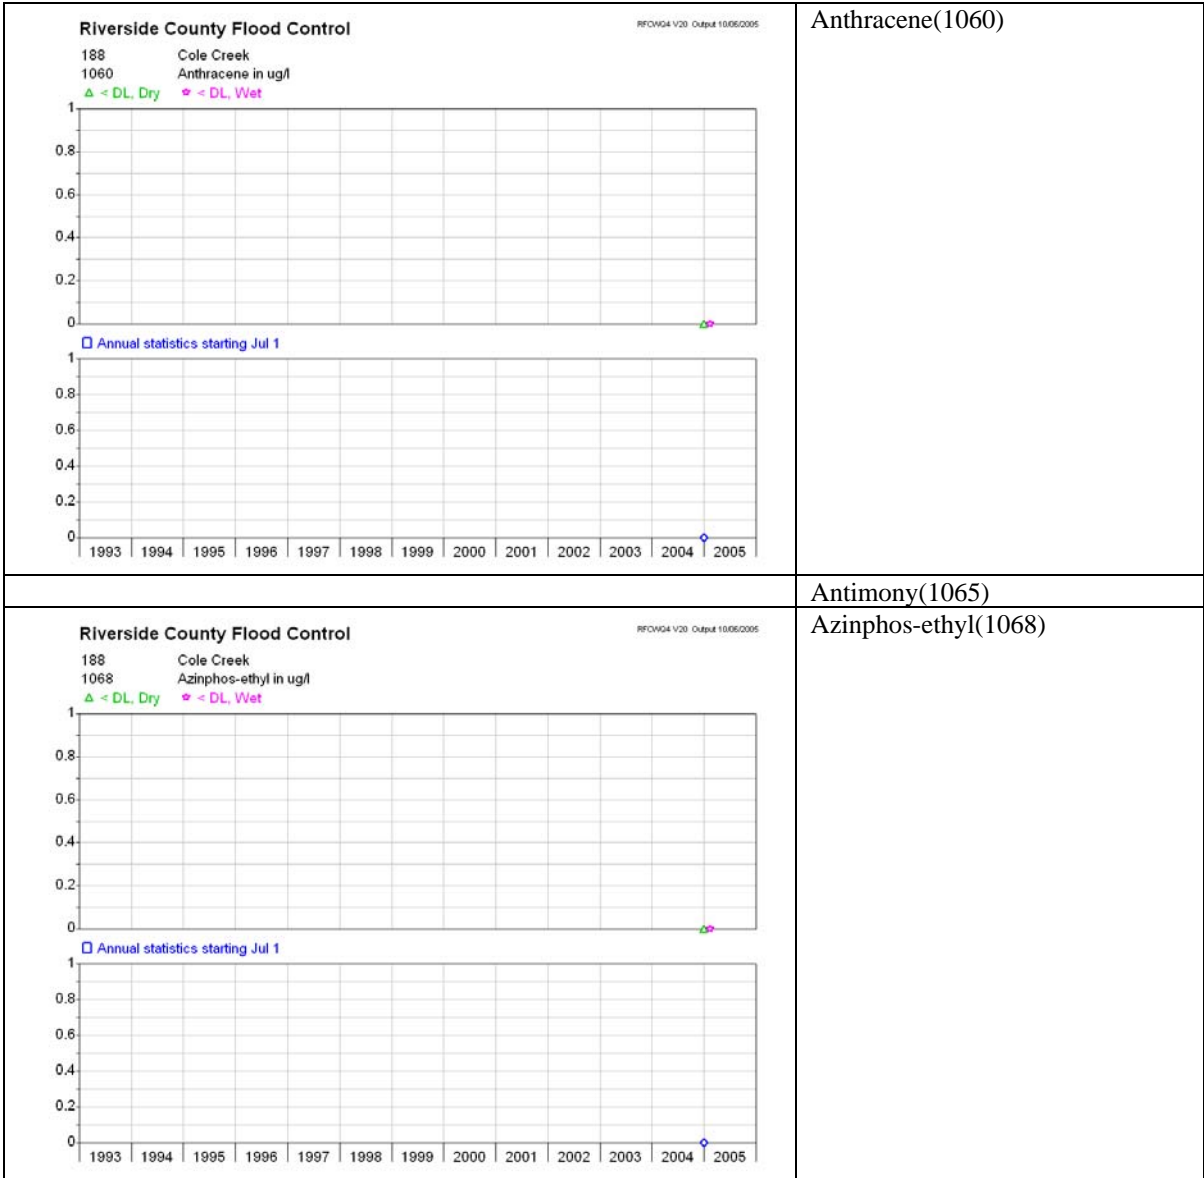 Riverside County Flood Control
RFCWQ4 V20 Output 10/06/2005
188 Cole Creek
1060 Anthracene in ug/l
< DL, Dry < DL, Wet
1
0.8
0.6
0.4
0.2
0
Annual statistics starting Jul 1
1
0.8
0.6
0.4
0.2
0
1993 1994 1995 1996 1997 1998 1999 2000 2001 2002 2003 2004 2005
Anthracene(1060)
Antimony(1065)
Riverside County Flood Control
RFCWQ4 V20 Output 10/06/2005
188 Cole Creek
1068 Azinphos-ethyl in ug/l
< DL, Dry < DL, Wet
1
0.8
0.6
0.4
0.2
0
Annual statistics starting Jul 1
1
0.8
0.6
0.4
0.2
0
1993 1994 1995 1996 1997 1998 1999 2000 2001 2002 2003 2004 2005
Azinphos-ethyl(1068)